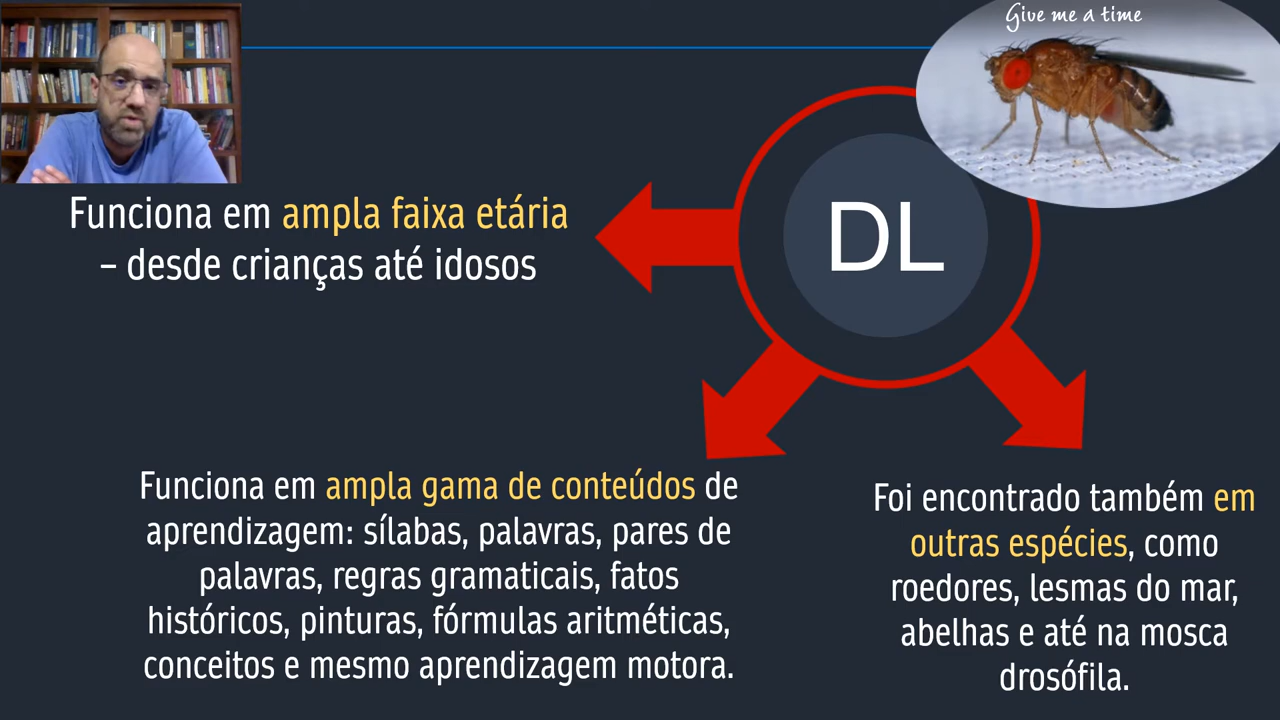 Give me a time
DL
Funciona em ampla faixa etária
– desde crianças até idosos
Funciona em ampla gama de conteúdos de
aprendizagem: sílabas, palavras, pares de
palavras, regras gramaticais, fatos
históricos, pinturas, fórmulas aritméticas,
conceitos e mesmo aprendizagem motora.
Foi encontrado também em
outras espécies, como
roedores, lesmas do mar,
abelhas e até na mosca
drosófila.